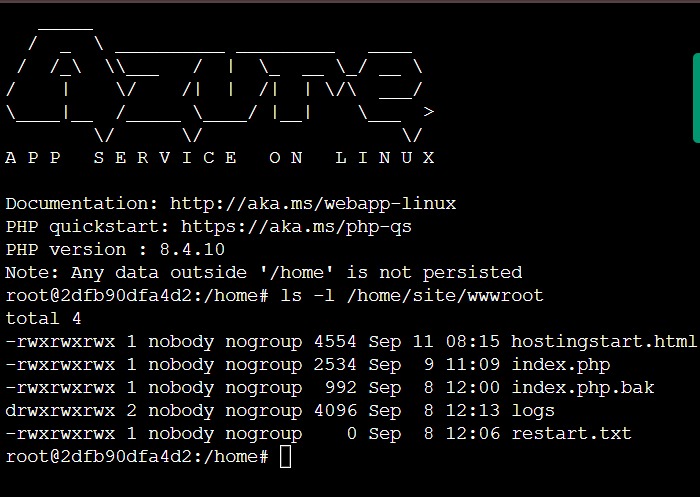 A P P   S E R V I C E   O N   L I N U X
Documentation: http://aka.ms/webapp-linux
PHP quickstart: https://aka.ms/php-qs
PHP version : 8.4.10
Note: Any data outside '/home' is not persisted
root@2dfb90dfa4d2:/home# ls -l /home/site/wwwroot
total 4
-rwxrwxrwx 1 nobody nogroup 4554 Sep 11 08:15 hostingstart.html
-rwxrwxrwx 1 nobody nogroup 2534 Sep  9 11:09 index.php
-rwxrwxrwx 1 nobody nogroup  992 Sep  8 12:00 index.php.bak
drwxrwxrwx 2 nobody nogroup 4096 Sep  8 12:13 logs
-rwxrwxrwx 1 nobody nogroup    0 Sep  8 12:06 restart.txt
root@2dfb90dfa4d2:/home#